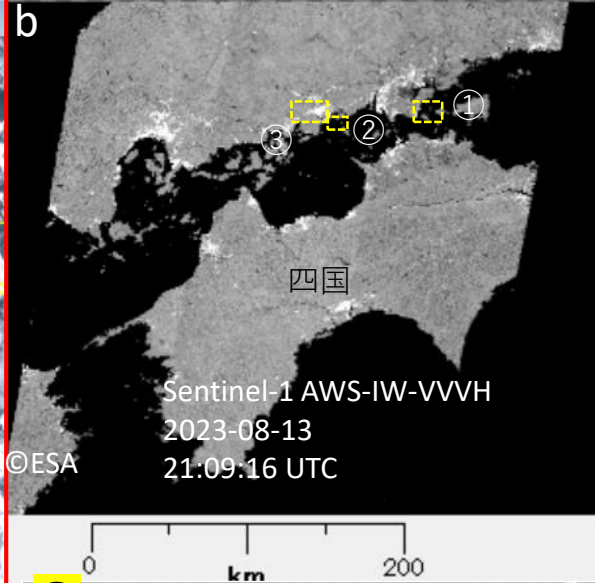 b
①
②
③
四国
Sentinel-1 AWS-IW-VVVH
2023-08-13
©ESA
21:09:16 UTC
0
200
km